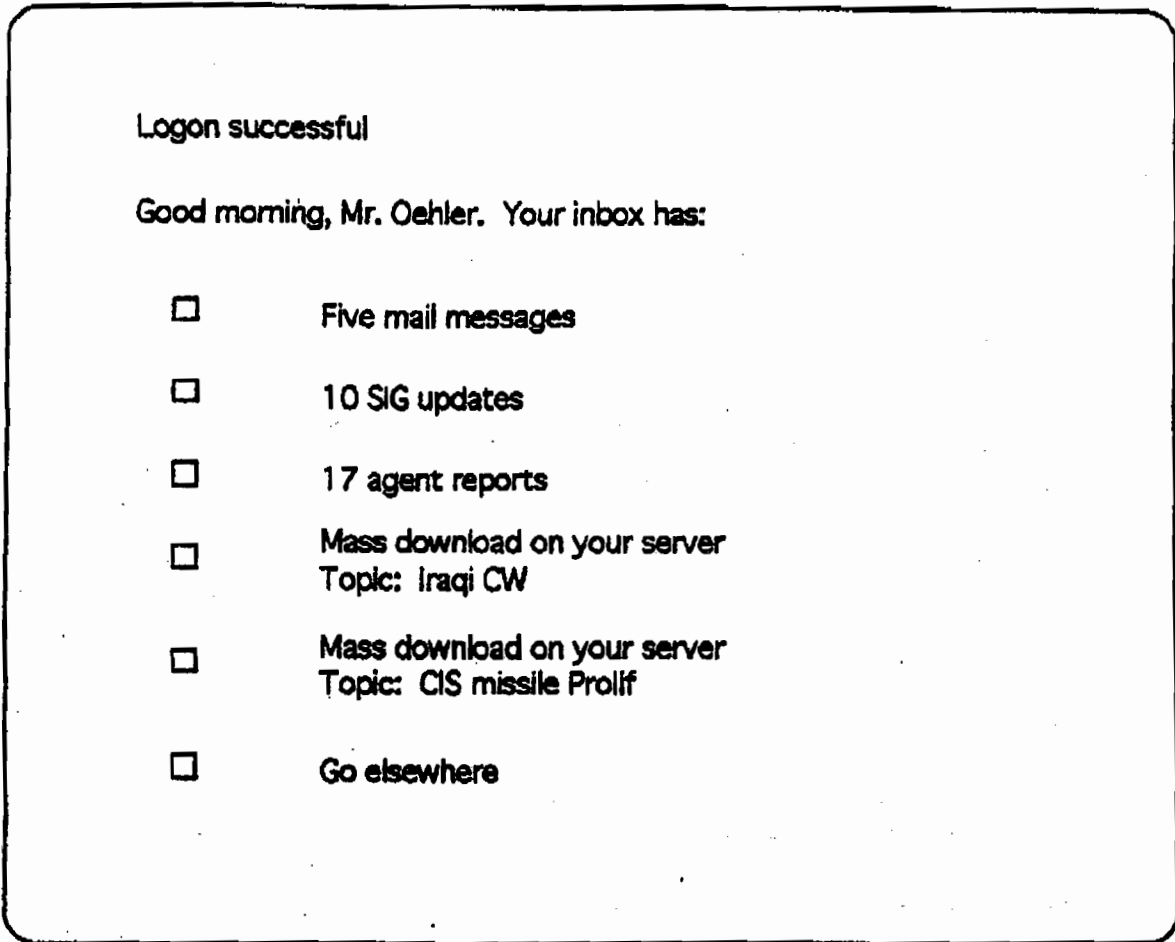 Logon successful
Good morning, Mr. Oehler. Your inbox has:
Five mail messages
10 SIG updates
17 agent reports
Mass download on your server
Topic: Iraqi CW
Mass download on your server
Topic: CIS missile Prolif
Go elsewhere